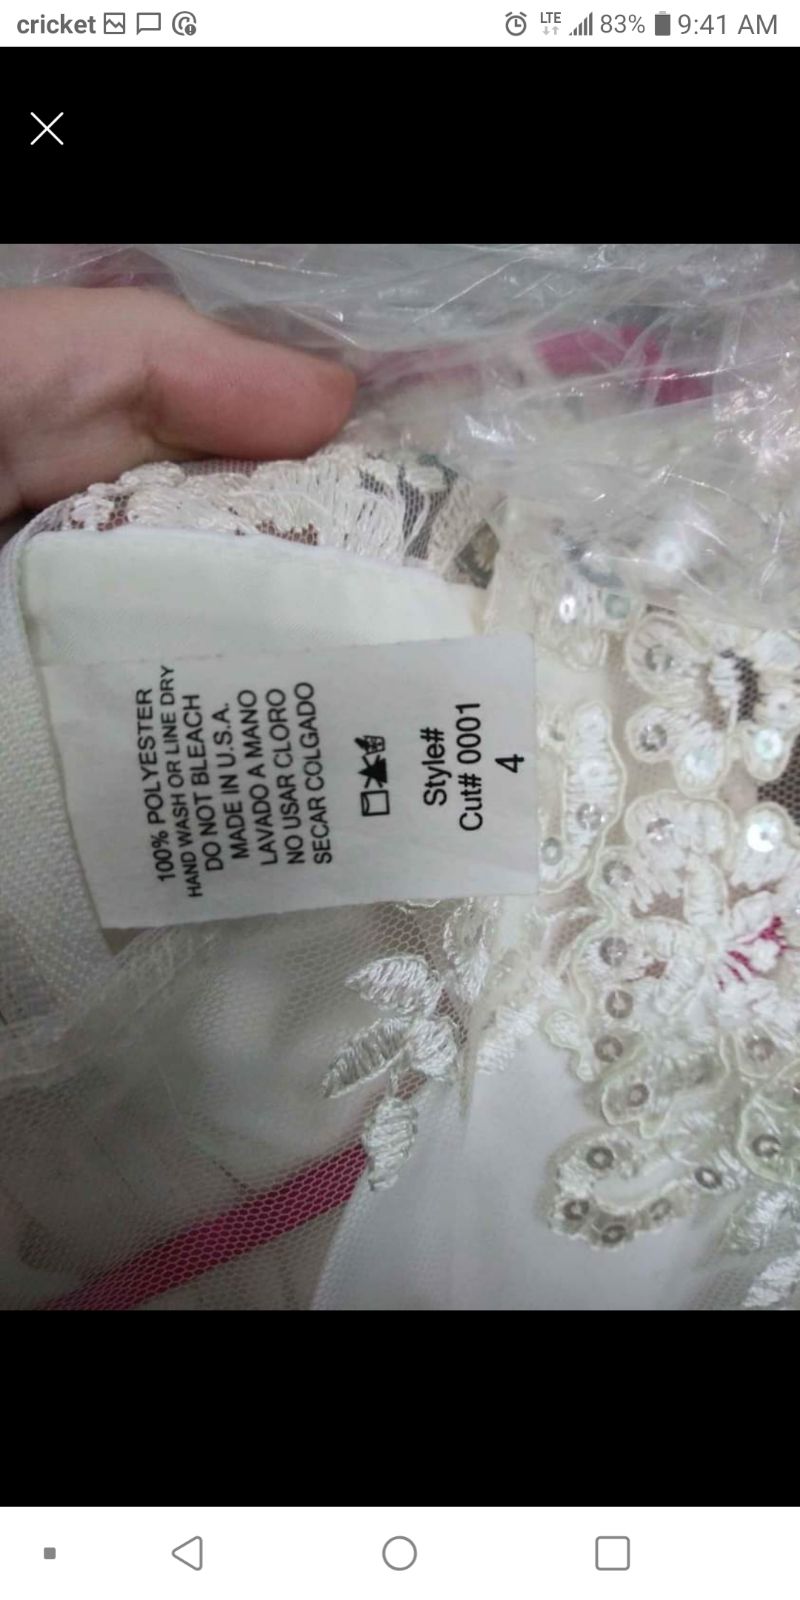 cricket
LTE 83% 9:41 AM
100% POLYESTER
HAND WASH OR LINE DRY
DO NOT BLEACH
MADE IN U.S.A.
LAVADO A MANO
NO USAR CLORO
SECAR COLGADO
Style#
Cut# 0001
4